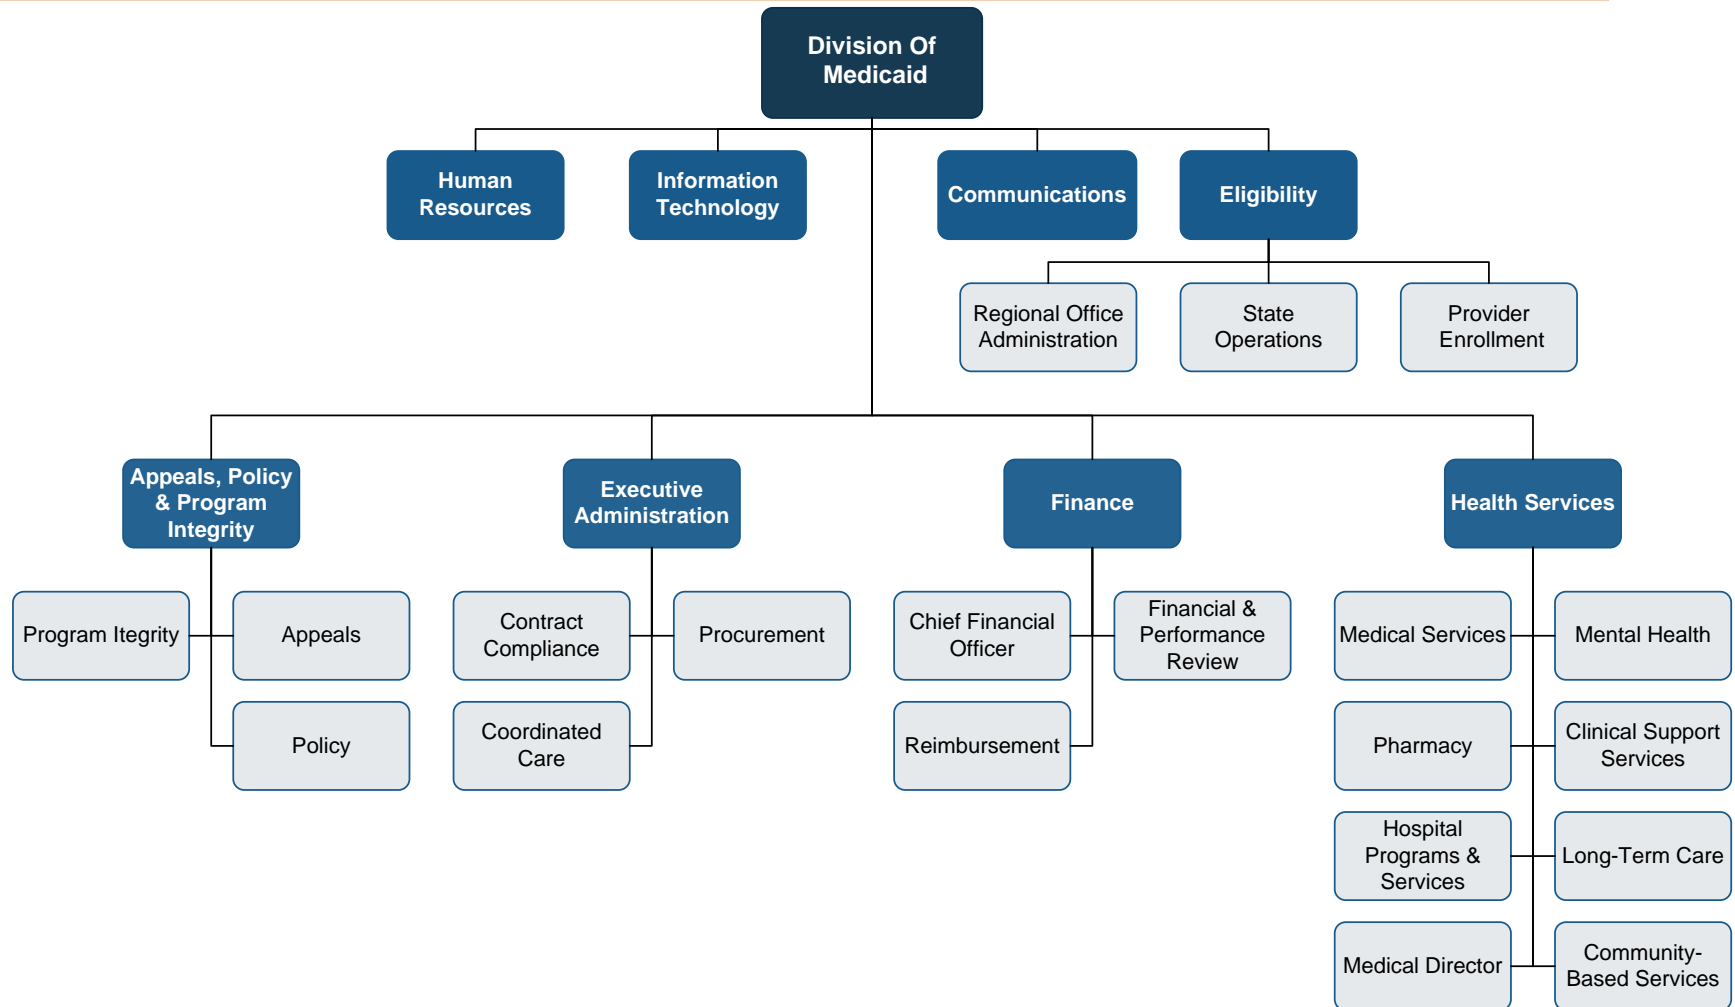 Division Of
Medicaid
Human
Resources
Information
Technology
Communications
Eligibility
Regional Office
Administration
State
Operations
Provider
Enrollment
Appeals, Policy
& Program
Integrity
Executive
Administration
Finance
Health Services
Program Itegrity
Appeals
Policy
Contract
Compliance
Procurement
Coordinated
Care
Chief Financial
Officer
Financial &
Performance
Review
Reimbursement
Medical Services
Mental Health
Pharmacy
Clinical Support
Services
Hospital
Programs &
Services
Long-Term Care
Medical Director
Community-
Based Services